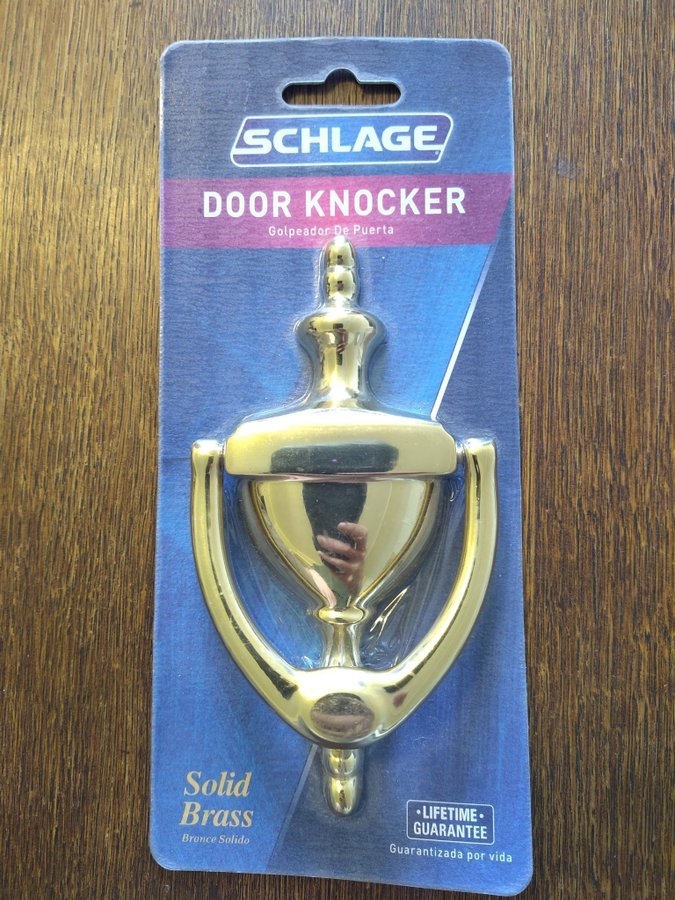 SCHLAGE
DOOR KNOCKER
Golpeador De Puerta
Solid
Brass
Bronce Solido
• LIFETIME •
GUARANTEE
Guarantizada por vida